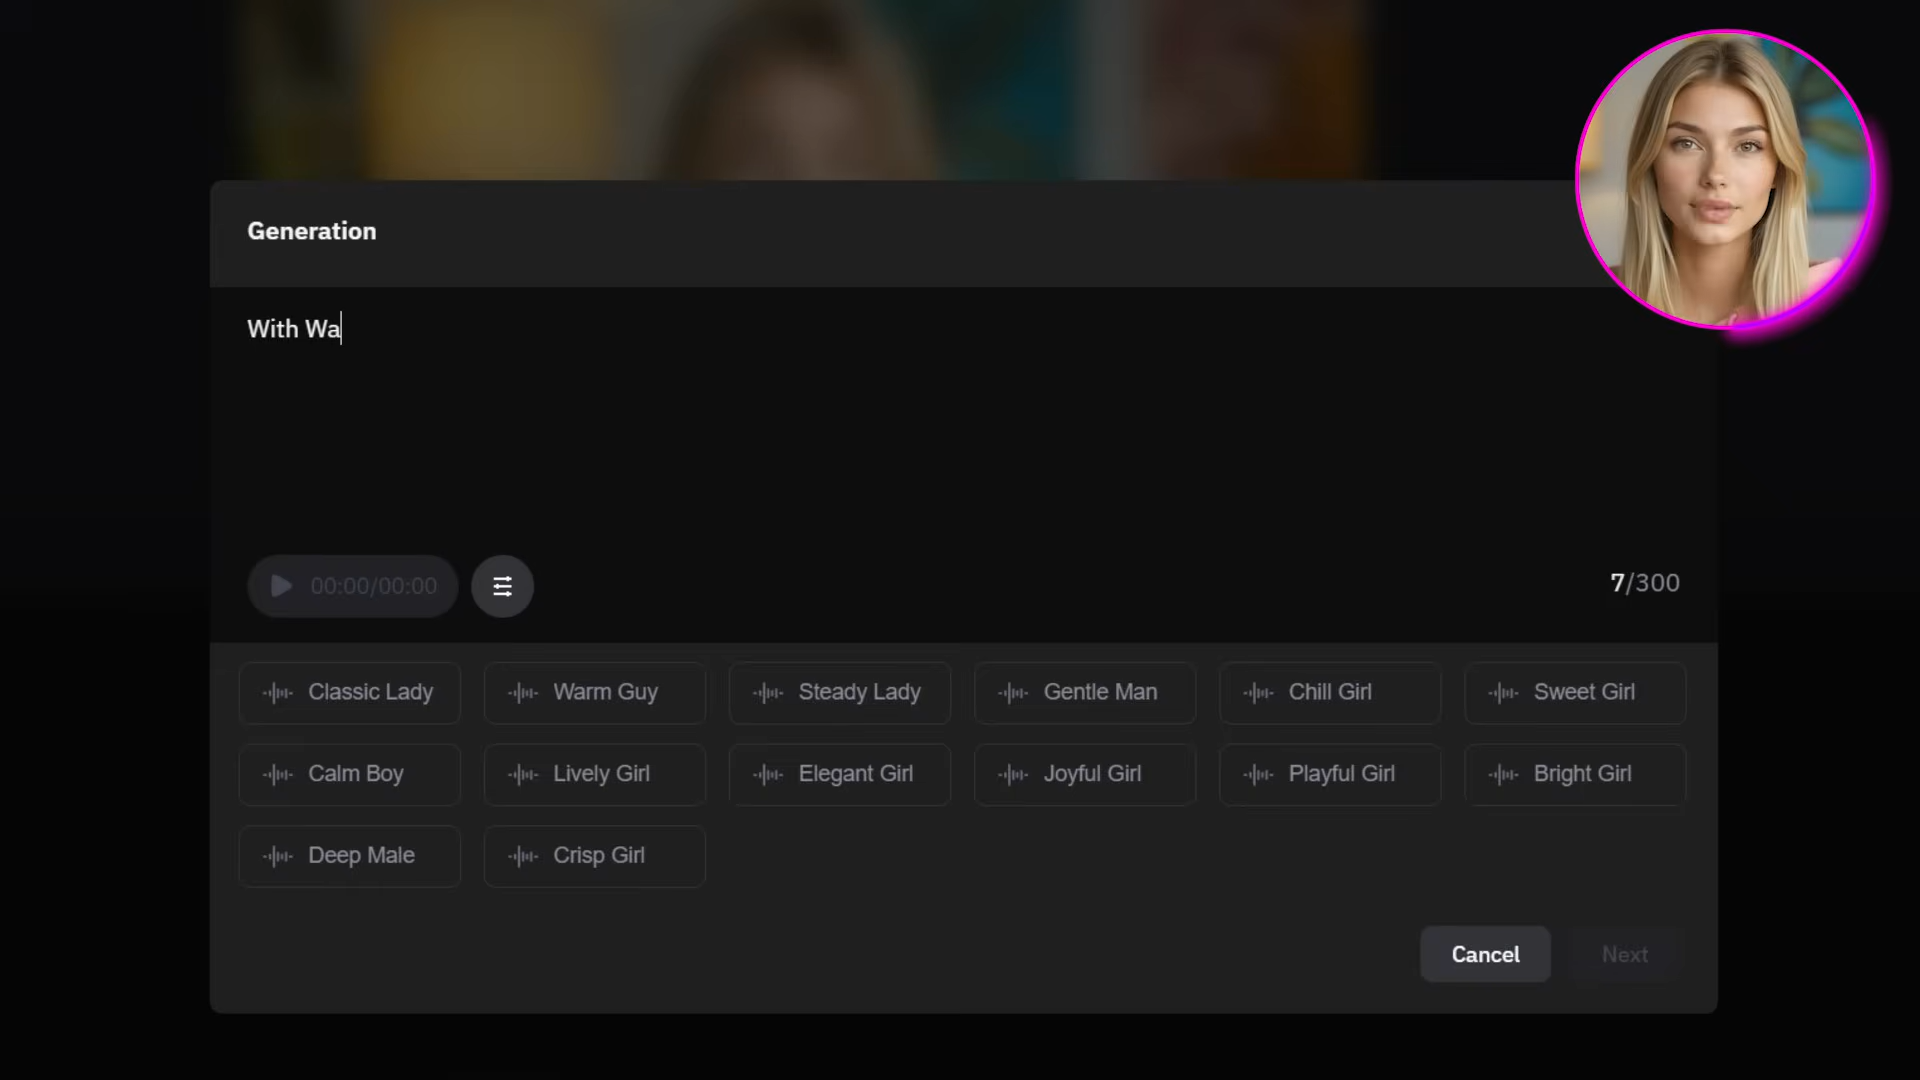 Generation
With Wa
00:00/00:00
7/300
Classic Lady
Warm Guy
Steady Lady
Gentle Man
Chill Girl
Sweet Girl
Calm Boy
Lively Girl
Elegant Girl
Joyful Girl
Playful Girl
Bright Girl
Deep Male
Crisp Girl
Cancel
Next